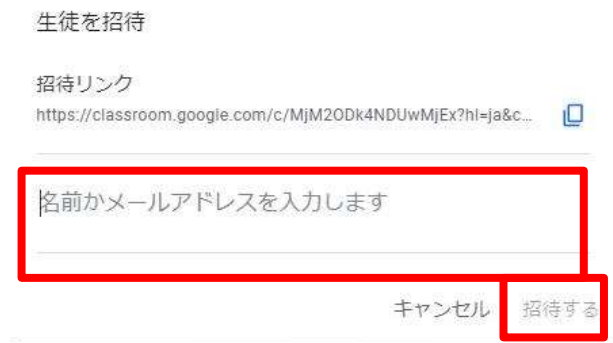 生徒を招待
招待リンク
https://classroom.google.com/c/MjM2ODk4NDUwMjEx?hl=ja&c...
名前かメールアドレスを入力します
キャンセル 招待する